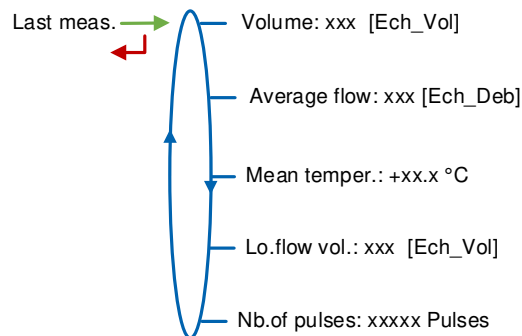 Last meas.
Volume: xxx [Ech_Vol]
Average flow: xxx [Ech_Deb]
Mean temper.: +xx.x °C
Lo.flow vol.: xxx [Ech_Vol]
Nb.of pulses: xxxxx Pulses